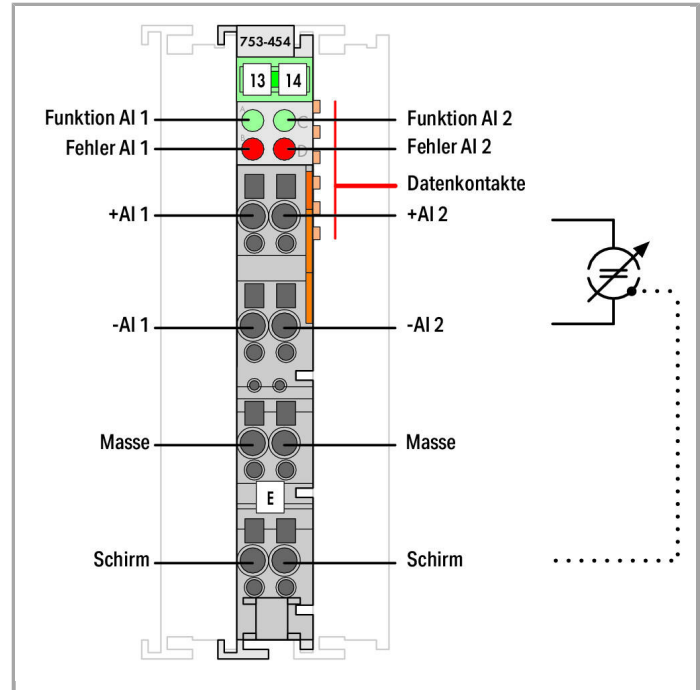 753-454
13 14
Funktion AI 1
A C
Funktion AI 2
Fehler AI 1
B D
Fehler AI 2
Datenkontakte
+AI 1
+AI 2
-AI 1
-AI 2
Masse
Masse
E
Schirm
Schirm